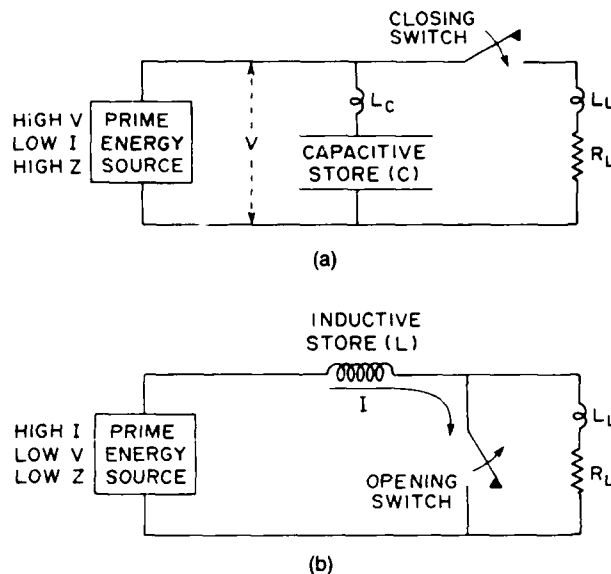 CLOSING
SWITCH
HIGH V
LOW I
HIGH Z
PRIME
ENERGY
SOURCE
V
L_C
CAPACITIVE
STORE (C)
L_L
R_L
(a)
INDUCTIVE
STORE (L)
I
HIGH I
LOW V
LOW Z
PRIME
ENERGY
SOURCE
OPENING
SWITCH
L_L
R_L
(b)